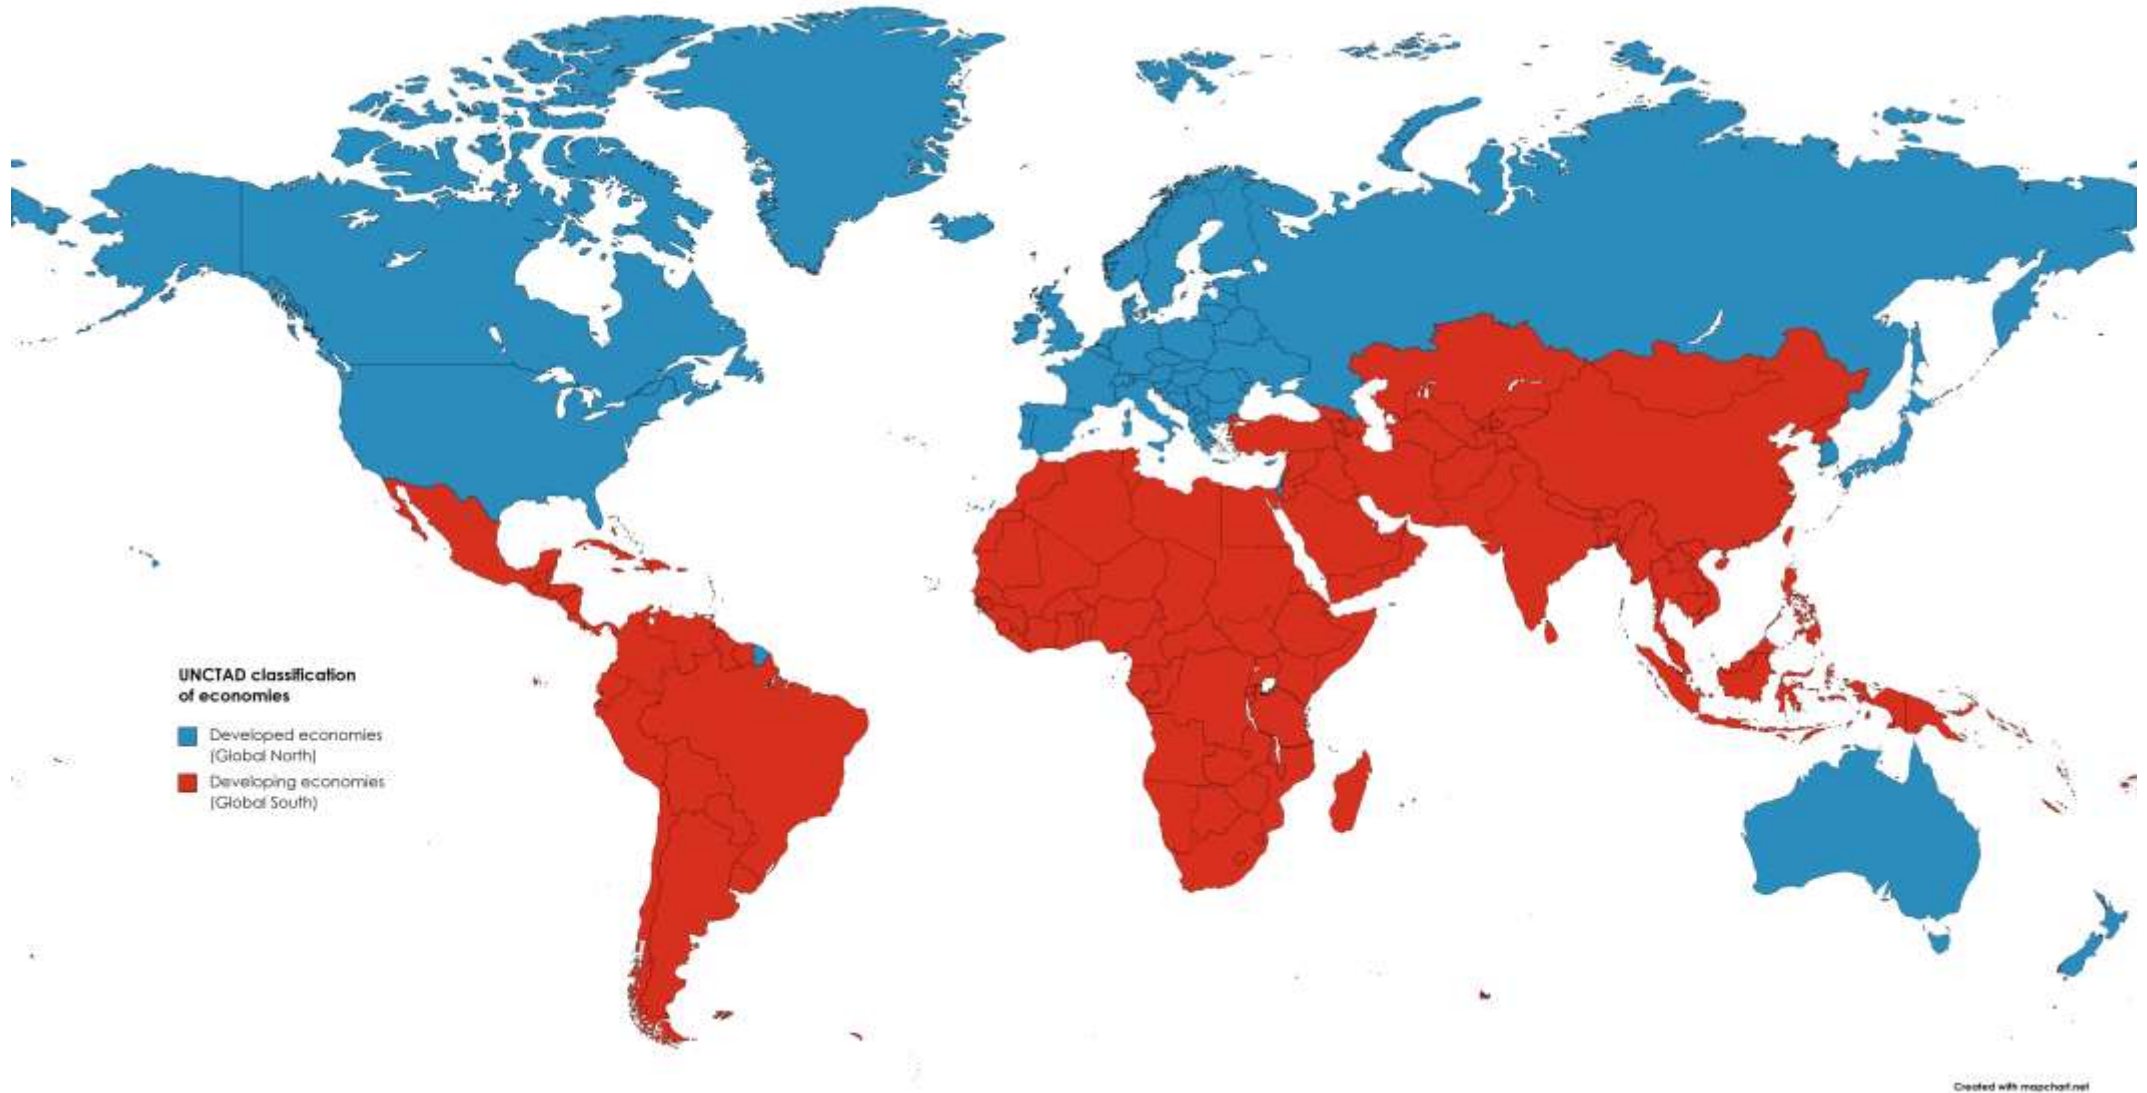 UNCTAD classification
of economies
Developed economies
(Global North)
Developing economies
(Global South)
Created with mapchart.net